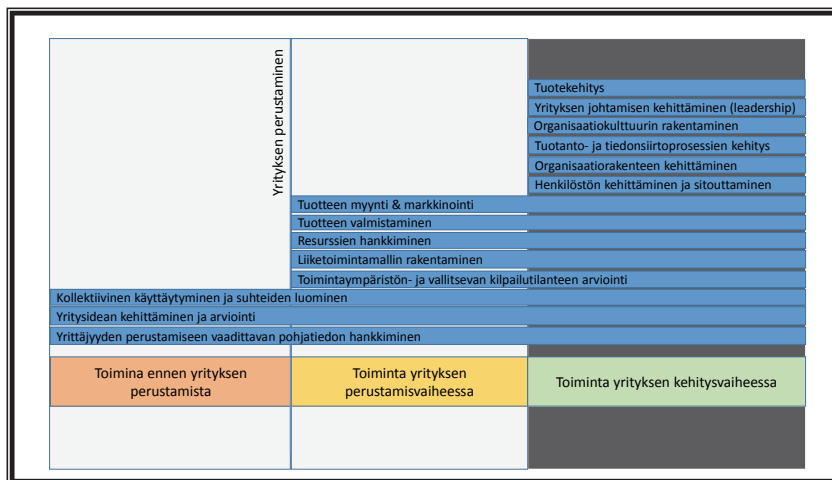 Yrityksen perustaminen
Tuotekehitys
Yrityksen johtamisen kehittäminen (leadership)
Organisaatiokulttuurin rakentaminen
Tuotanto- ja tiedonsiirtoprosessien kehitys
Organisaatiorakenteen kehittäminen
Henkilöstön kehittäminen ja sitouttaminen
Tuotteen myynti & markkinointi
Tuotteen valmistaminen
Resurssien hankkiminen
Liiketoimintamallin rakentaminen
Toimintaympäristön- ja vallitsevan kilpailutilanteen arviointi
Kollektiivinen käyttäytyminen ja suhteiden luominen
Yritysidean kehittäminen ja arviointi
Yrittäjyyden perustamiseen vaadittavan pohjatiedon hankkiminen
Toimina ennen yrityksen
perustamista
Toiminta yrityksen
perustamisvaiheessa
Toiminta yrityksen kehitysvaiheessa